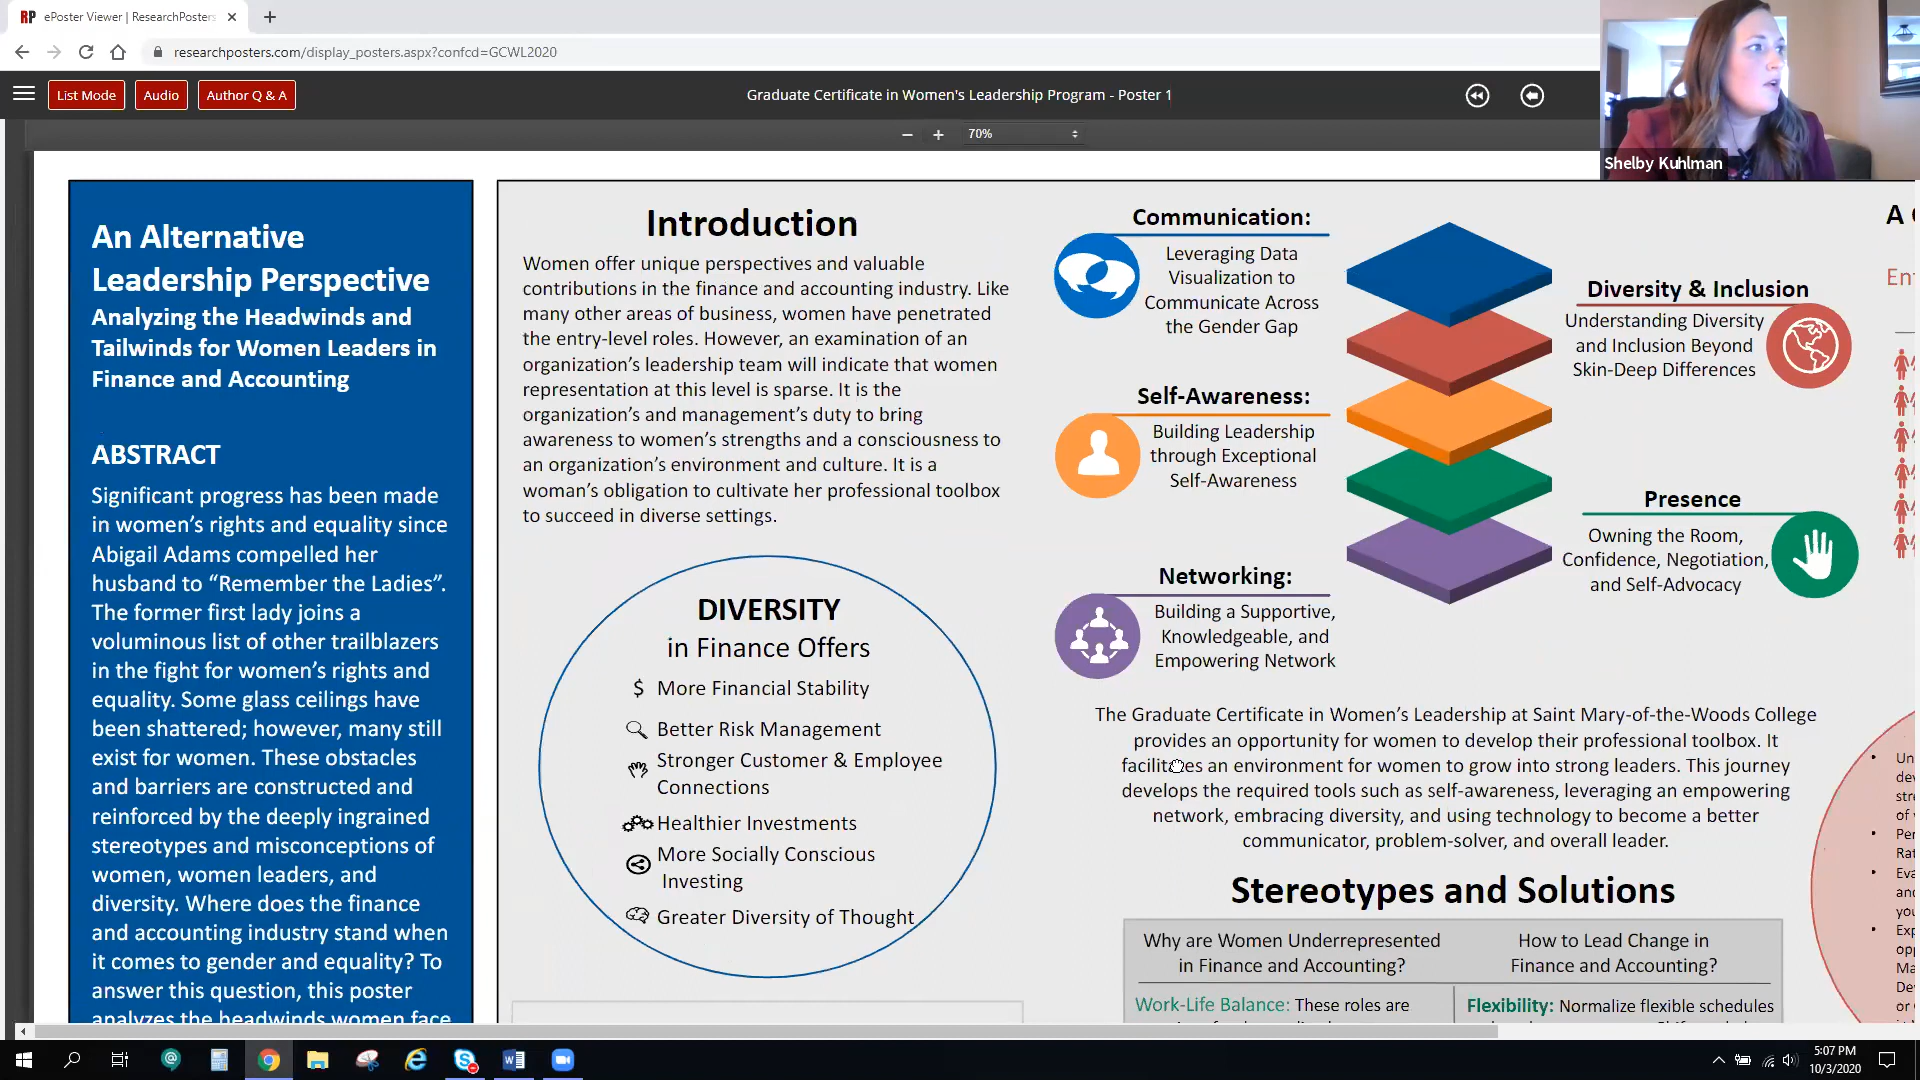 ePoster Viewer | ResearchPosters
researchposters.com/display_posters.aspx?confcd=GCWL2020
List Mode
Audio
Author Q & A
Graduate Certificate in Women's Leadership Program - Poster 1
70%
Shelby Kuhlman
An Alternative
Leadership Perspective
Analyzing the Headwinds and
Tailwinds for Women Leaders in
Finance and Accounting
ABSTRACT
Significant progress has been made
in women's rights and equality since
Abigail Adams compelled her
husband to “Remember the Ladies”.
The former first lady joins a
voluminous list of other trailblazers
in the fight for women's rights and
equality. Some glass ceilings have
been shattered; however, many still
exist for women. These obstacles
and barriers are constructed and
reinforced by the deeply ingrained
stereotypes and misconceptions of
women, women leaders, and
diversity. Where does the finance
and accounting industry stand when
it comes to gender and equality? To
answer this question, this poster
analyzes the headwinds women face
Introduction
Women offer unique perspectives and valuable
contributions in the finance and accounting industry. Like
many other areas of business, women have penetrated
the entry-level roles. However, an examination of an
organization's leadership team will indicate that women
representation at this level is sparse. It is the
organization's and management's duty to bring
awareness to women's strengths and a consciousness to
an organization's environment and culture. It is a
woman's obligation to cultivate her professional toolbox
to succeed in diverse settings.
DIVERSITY
in Finance Offers
$ More Financial Stability
Better Risk Management
Stronger Customer & Employee
Connections
Healthier Investments
More Socially Conscious
Investing
Greater Diversity of Thought
Communication:
Leveraging Data
Visualization to
Communicate Across
the Gender Gap
Self-Awareness:
Building Leadership
through Exceptional
Self-Awareness
Networking:
Building a Supportive,
Knowledgeable, and
Empowering Network
Diversity & Inclusion
Understanding Diversity
and Inclusion Beyond
Skin-Deep Differences
Presence
Owning the Room,
Confidence, Negotiation,
and Self-Advocacy
The Graduate Certificate in Women's Leadership at Saint Mary-of-the-Woods College
provides an opportunity for women to develop their professional toolbox. It
facilitates an environment for women to grow into strong leaders. This journey
develops the required tools such as self-awareness, leveraging an empowering
network, embracing diversity, and using technology to become a better
communicator, problem-solver, and overall leader.
Stereotypes and Solutions
Why are Women Underrepresented
in Finance and Accounting?
How to Lead Change in
Finance and Accounting?
Work-Life Balance: These roles are
Flexibility: Normalize flexible schedules
A
5:07 PM
10/3/2020